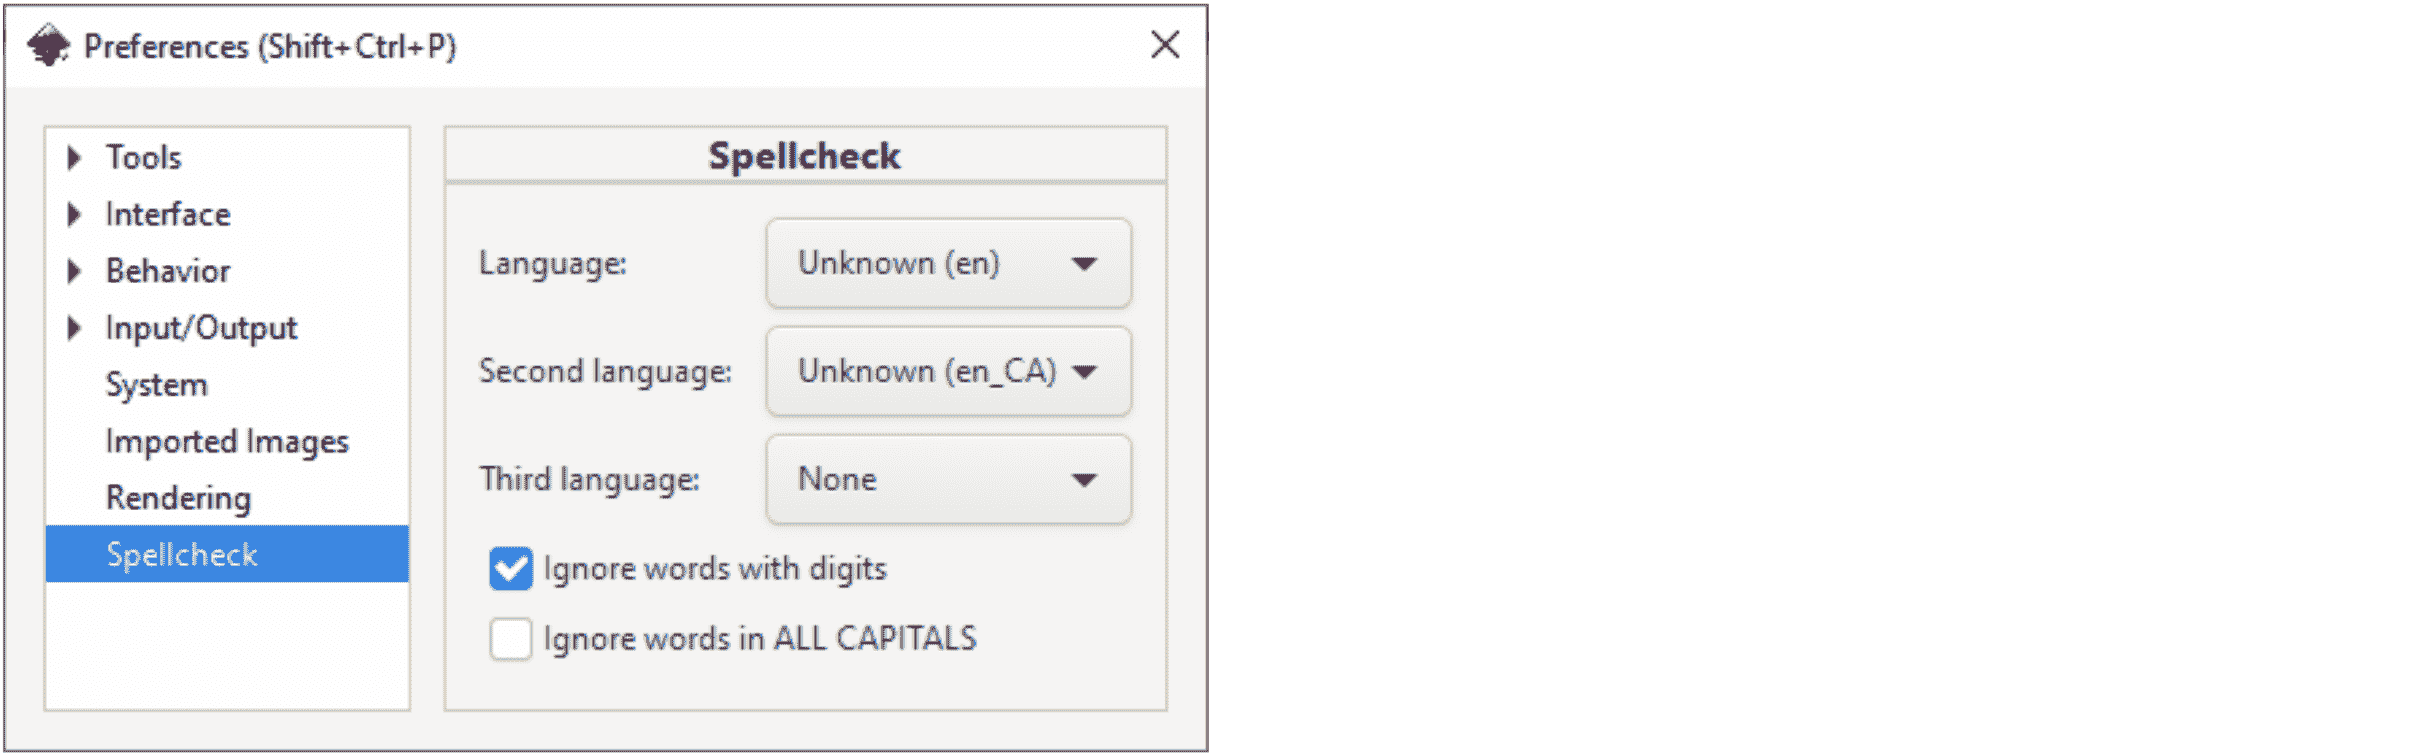 Preferences (Shift+Ctrl+P)
Tools
Interface
Behavior
Input/Output
System
Imported Images
Rendering
Spellcheck
Spellcheck
Language: Unknown (en)
Second language: Unknown (en_CA)
Third language: None
Ignore words with digits
Ignore words in ALL CAPITALS